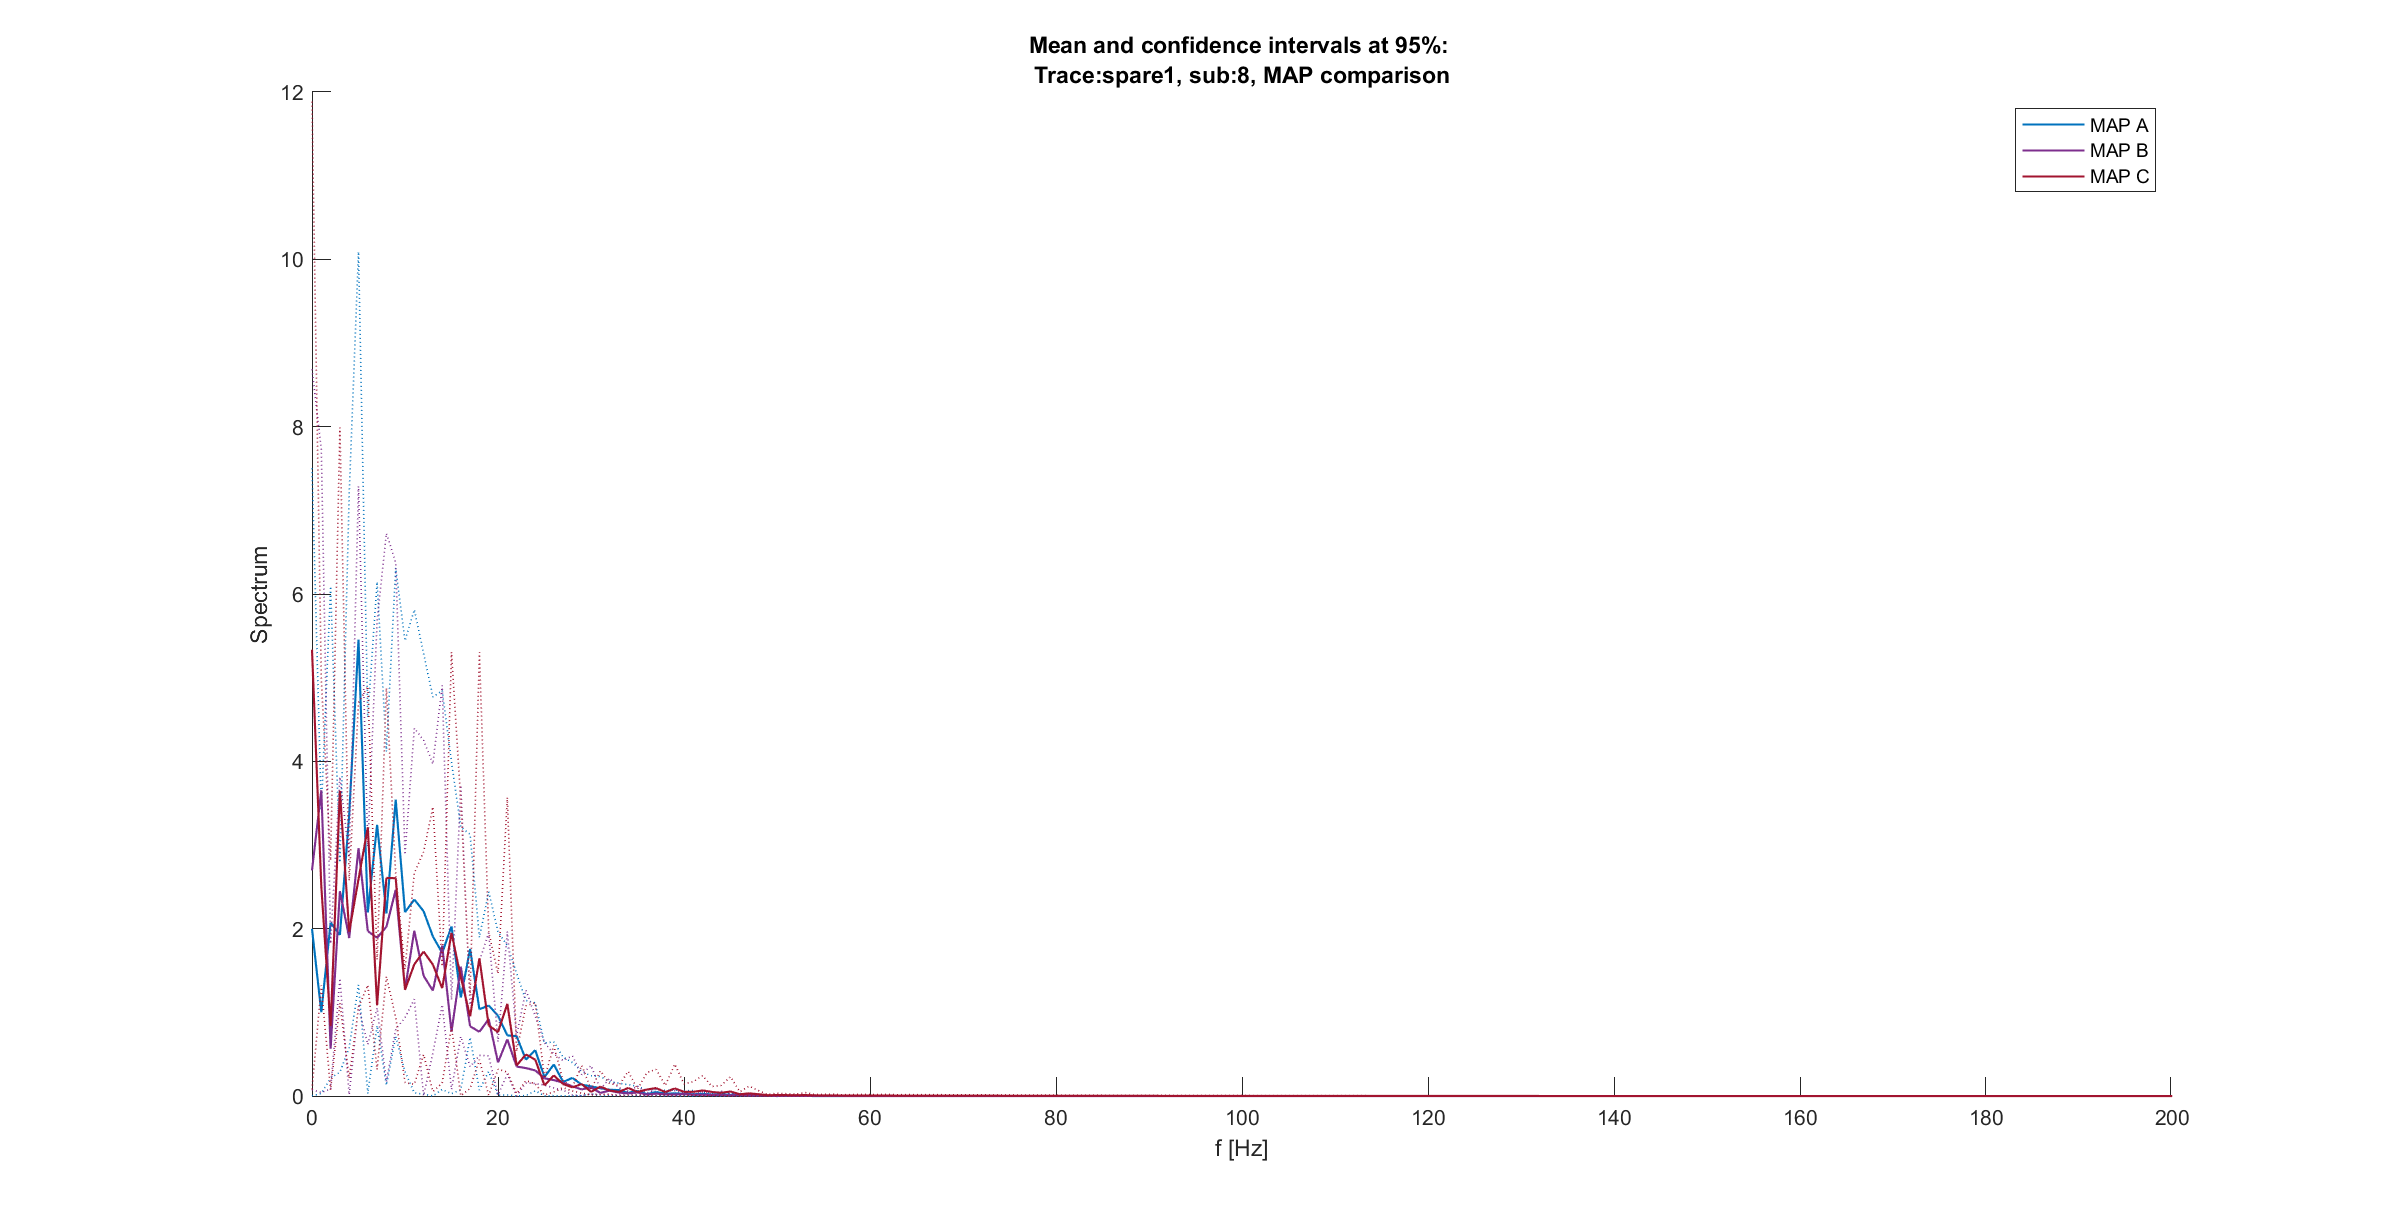 Mean and confidence intervals at 95%:
Trace:spare1, sub:8, MAP comparison
12
10
8
6
4
2
0
Spectrum
MAP A
MAP B
MAP C
0 20 40 60 80 100 120 140 160 180 200
f [Hz]